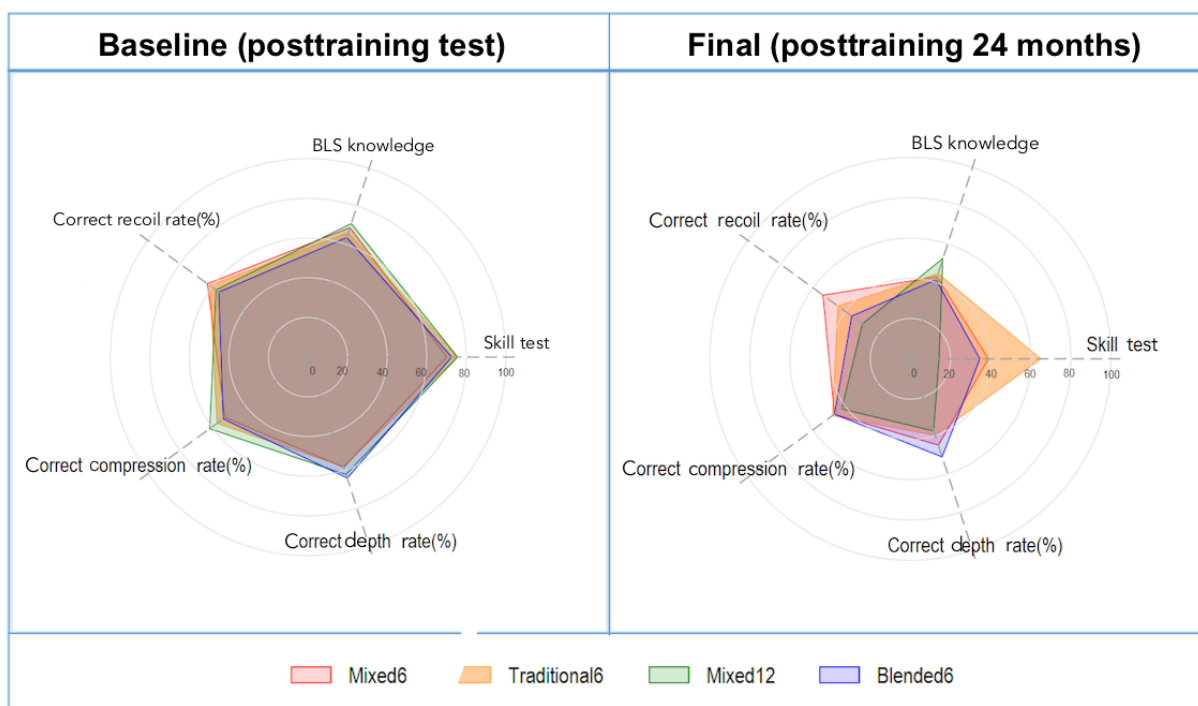 Baseline (posttraining test)
Final (posttraining 24 months)
BLS knowledge
Correct recoil rate(%)
Skill test
0 20 40 60 80 100
Correct compression rate(%)
Correct depth rate(%)
BLS knowledge
Correct recoil rate(%)
Skill test
0 20 40 60 80 100
Correct compression rate(%)
Correct depth rate(%)
Mixed6 Traditional6 Mixed12 Blended6